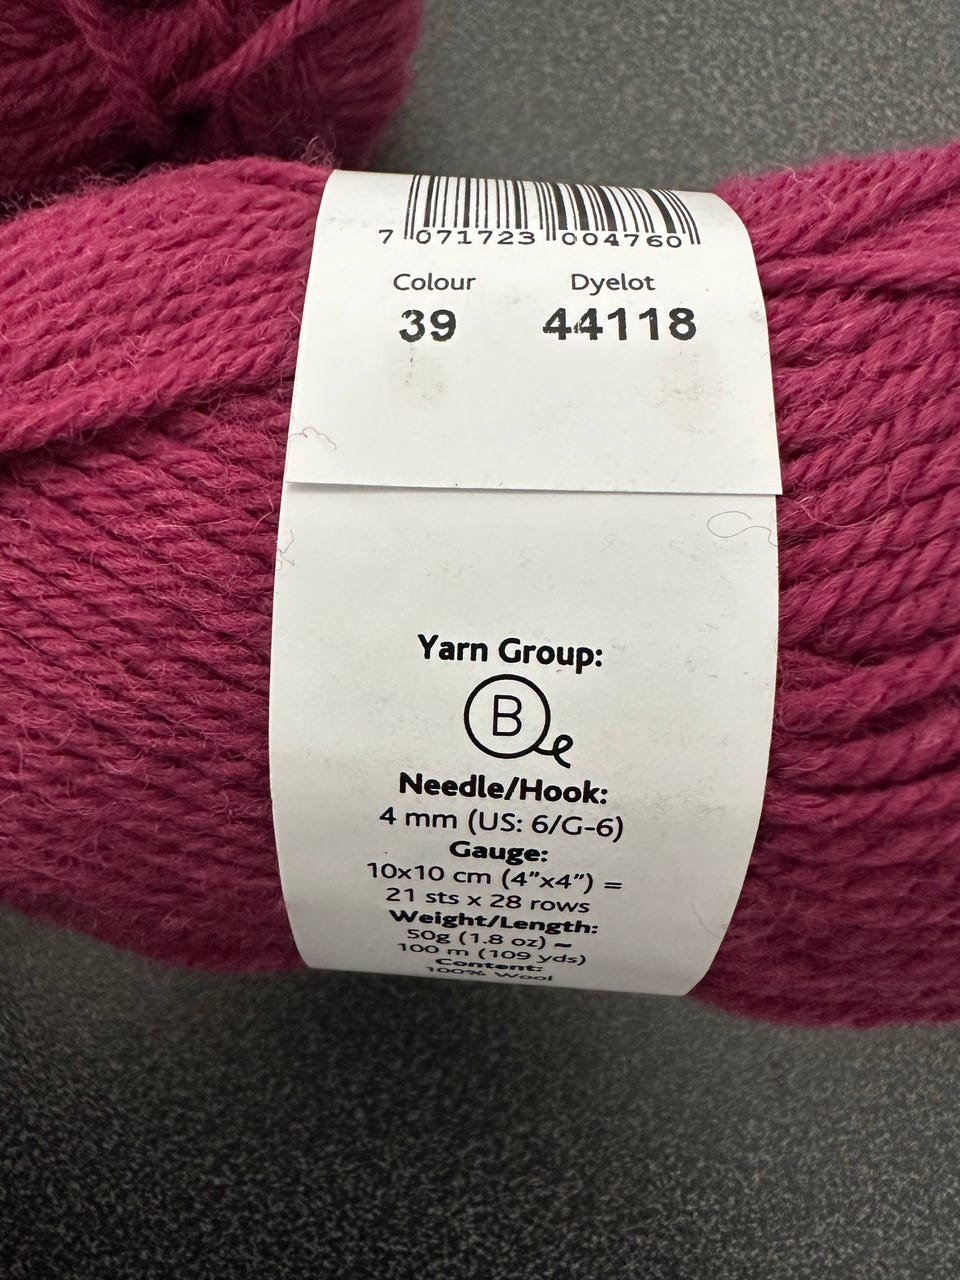 7 071723 004760
Colour Dyelot
39 44118
Yarn Group:
B
Needle/Hook:
4 mm (US: 6/G-6)
Gauge:
10x10 cm (4”x4”) =
21 sts x 28 rows
Weight/Length:
50g (1.8 oz) =
100 m (109 yds)
Content:
100% Wool